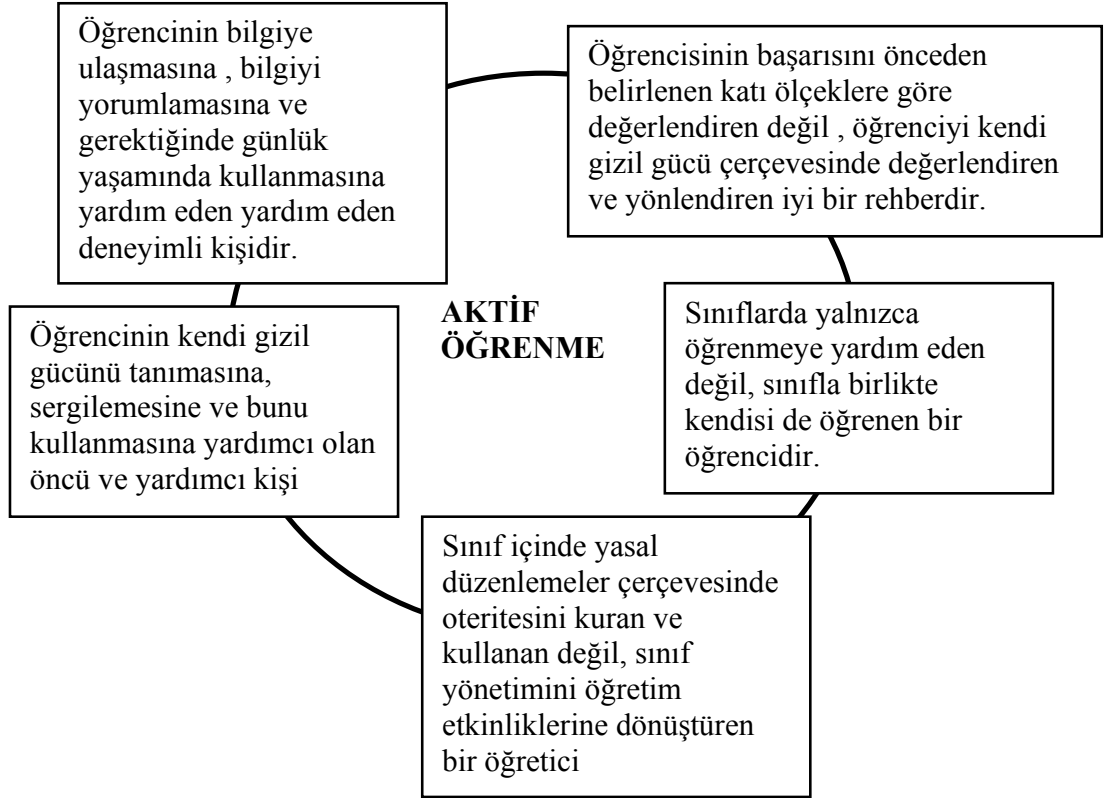 Öğrencinin bilgiye
ulaşmasına , bilgiyi
yorumlamasına ve
gerektiğinde günlük
yaşamında kullanmasına
yardım eden yardım eden
deneyimli kişidir.
Öğrencisinin başarısını önceden
belirlenen katı ölçeklere göre
değerlendiren değil , öğrenciyi kendi
gizil gücü çerçevesinde değerlendiren
ve yönlendiren iyi bir rehberdir.
AKTİF
ÖĞRENME
Öğrencinin kendi gizil
gücünü tanımasına,
sergilemesine ve bunu
kullanmasına yardımcı olan
öncü ve yardımcı kişi
Sınıflarda yalnızca
öğrenmeye yardım eden
değil, sınıfla birlikte
kendisi de öğrenen bir
öğrencidir.
Sınıf içinde yasal
düzenlemeler çerçevesinde
oteritesini kuran ve
kullanan değil, sınıf
yönetimini öğretim
etkinliklerine dönüştüren
bir öğretici